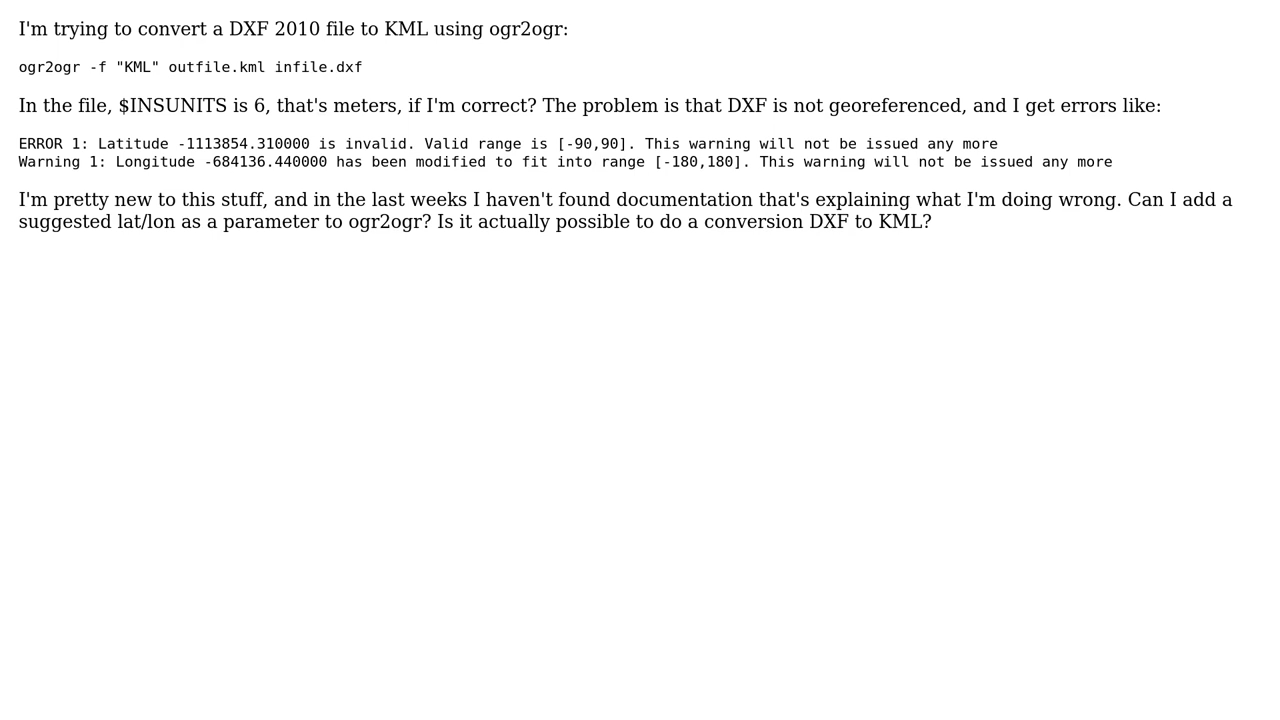 I'm trying to convert a DXF 2010 file to KML using ogr2ogr:
ogr2ogr -f "KML" outfile.kml infile.dxf
In the file, $INSUNITS is 6, that's meters, if I'm correct? The problem is that DXF is not georeferenced, and I get errors like:
ERROR 1: Latitude -1113854.310000 is invalid. Valid range is [-90,90]. This warning will not be issued any more
Warning 1: Longitude -684136.440000 has been modified to fit into range [-180,180]. This warning will not be issued any more
I'm pretty new to this stuff, and in the last weeks I haven't found documentation that's explaining what I'm doing wrong. Can I add a
suggested lat/lon as a parameter to ogr2ogr? Is it actually possible to do a conversion DXF to KML?